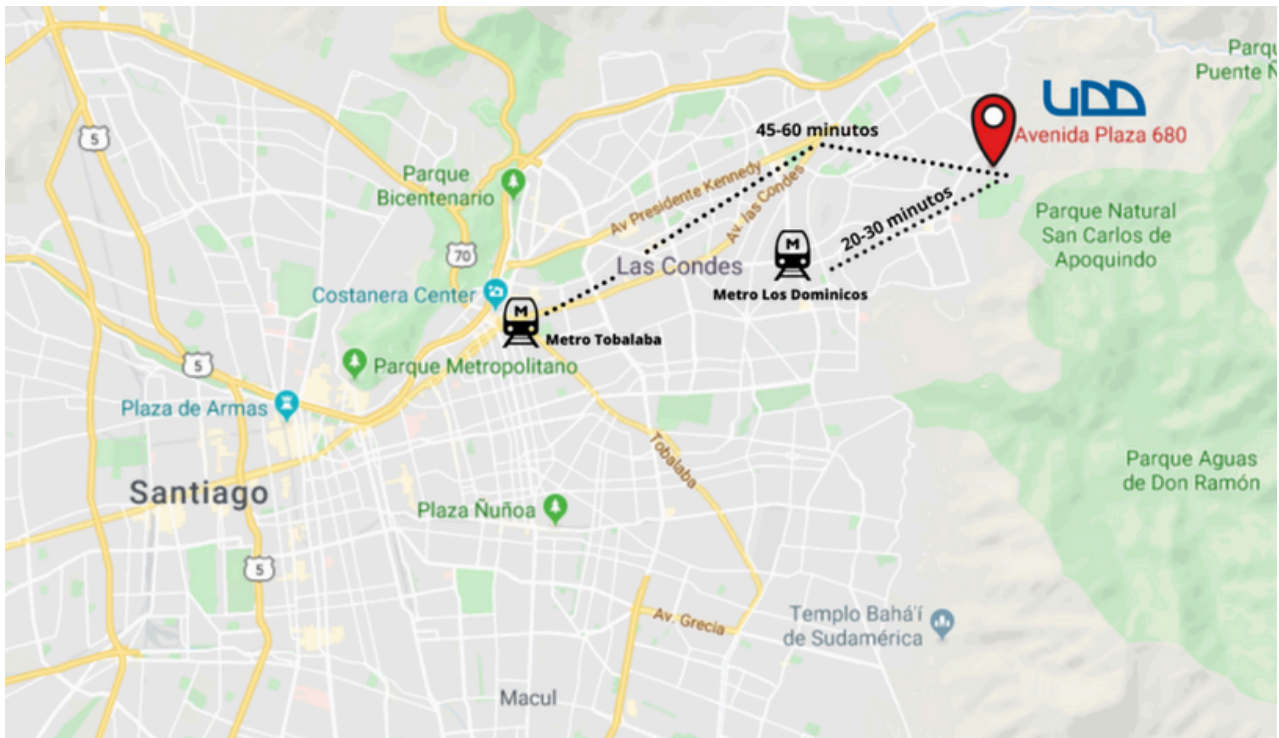 Parqu
Puente Ñ
5
UDD
45-60 minutos
Avenida Plaza 680
Parque
Bicentenario
Av Presidente Kennedy
Av. las Condes
20-30 minutos
Parque Natural
San Carlos de
Apoquindo
70
Las Condes
M
Metro Los Dominicos
Costanera Center
M
Metro Tobalaba
5
Parque Metropolitano
Plaza de Armas
Tobalaba
Parque Aguas
de Don Ramón
Santiago
Plaza Ñuñoa
5
Av. Grecia
Templo Bahá'í
de Sudamérica
Macul